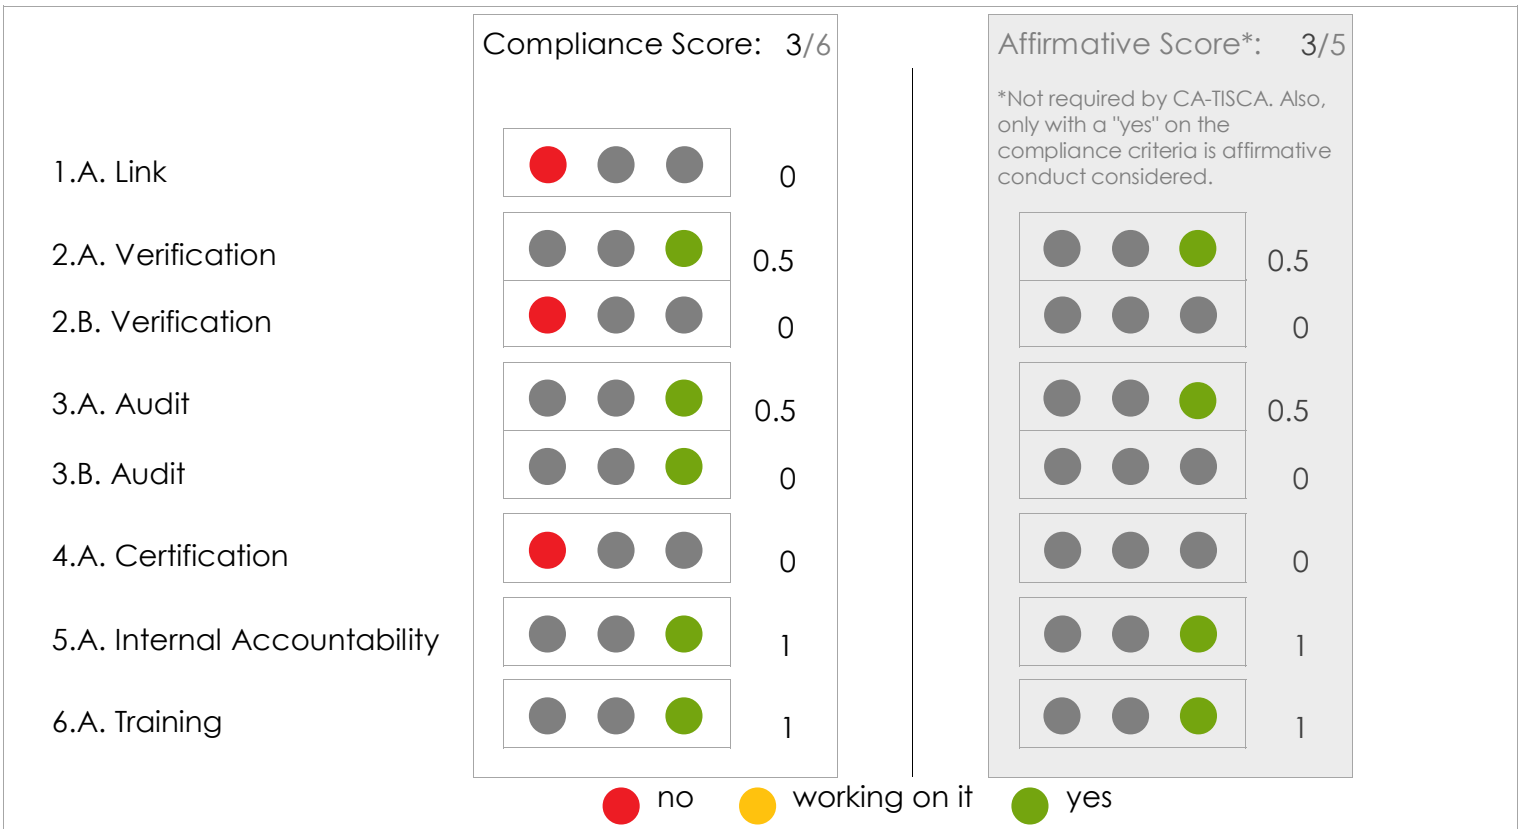 Compliance Score: 3/6
Affirmative Score*: 3/5
*Not required by CA-TISCA. Also,
only with a "yes" on the
compliance criteria is affirmative
conduct considered.
1.A. Link 0
2.A. Verification 0.5 0.5
2.B. Verification 0 0
3.A. Audit 0.5 0.5
3.B. Audit 0 0
4.A. Certification 0 0
5.A. Internal Accountability 1 1
6.A. Training 1 1
no working on it yes